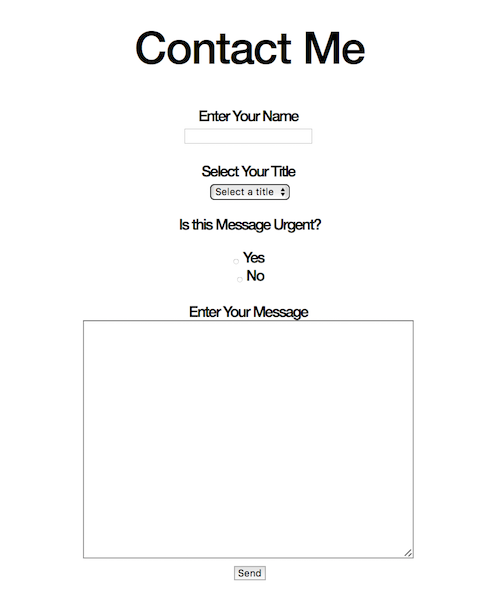 Contact Me
Enter Your Name
Select Your Title
Select a title
Is this Message Urgent?
Yes
No
Enter Your Message
Send